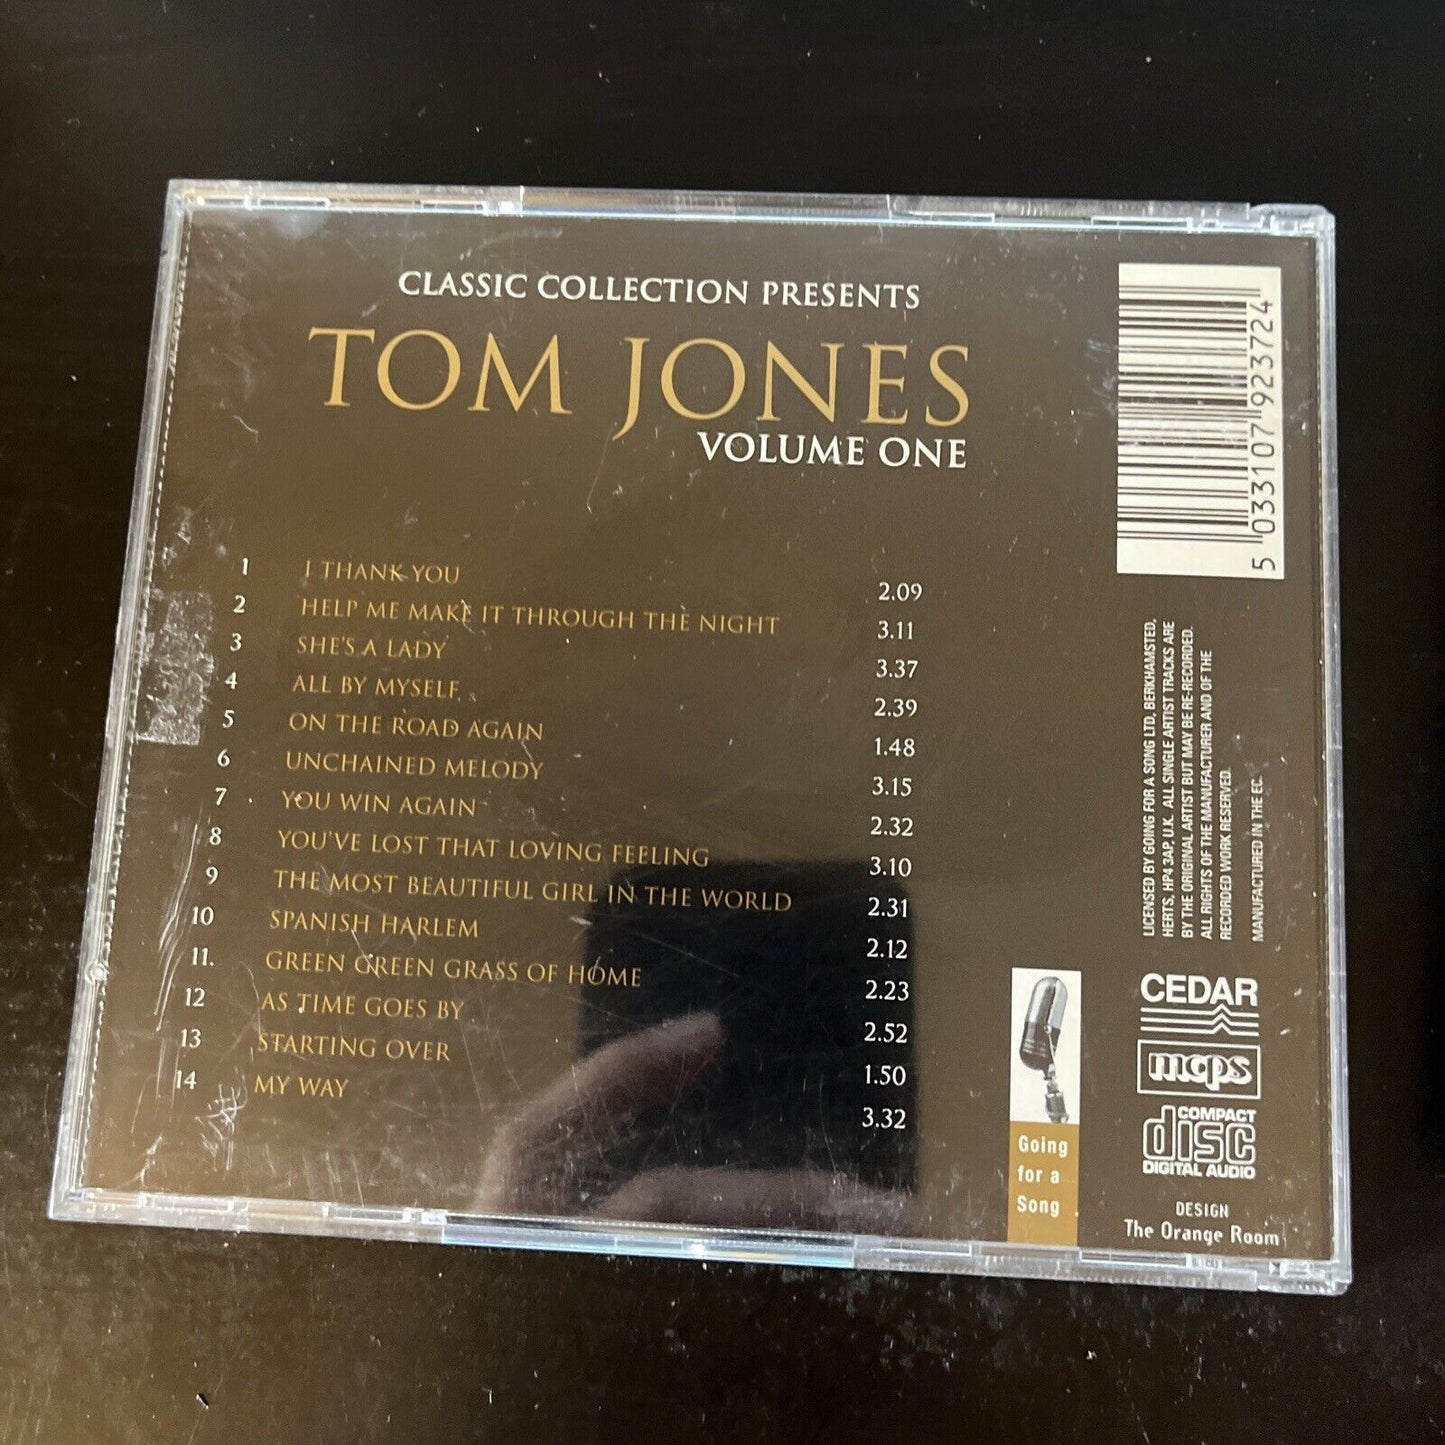 CLASSIC COLLECTION PRESENTS
TOM JONES
VOLUME ONE
1 I THANK YOU 2.09
2 HELP ME MAKE IT THROUGH THE NIGHT 3.11
3 SHE'S A LADY 3.37
4 ALL BY MYSELF 2.39
5 ON THE ROAD AGAIN 1.48
6 UNCHAINED MELODY 3.15
7 YOU WIN AGAIN 2.32
8 YOU'VE LOST THAT LOVING FEELING 3.10
9 THE MOST BEAUTIFUL GIRL IN THE WORLD 2.31
10 SPANISH HARLEM 2.12
11. GREEN GREEN GRASS OF HOME 2.23
12 AS TIME GOES BY 2.52
13 STARTING OVER 1.50
14 MY WAY 3.32
5 033107 923724
LICENSED BY GOING FOR A SONG LTD, BERKHAMSTED,
HERTS, HP4 3AP, U.K. ALL SINGLE ARTIST TRACKS ARE
BY THE ORIGINAL ARTIST BUT MAY BE RE-RECORDED.
ALL RIGHTS OF THE MANUFACTURER AND OF THE
RECORDED WORK RESERVED.
MANUFACTURED IN THE EC.
Going
for a
Song
CEDAR
mcps
COMPACT
disc
DIGITAL AUDIO
DESIGN
The Orange Room